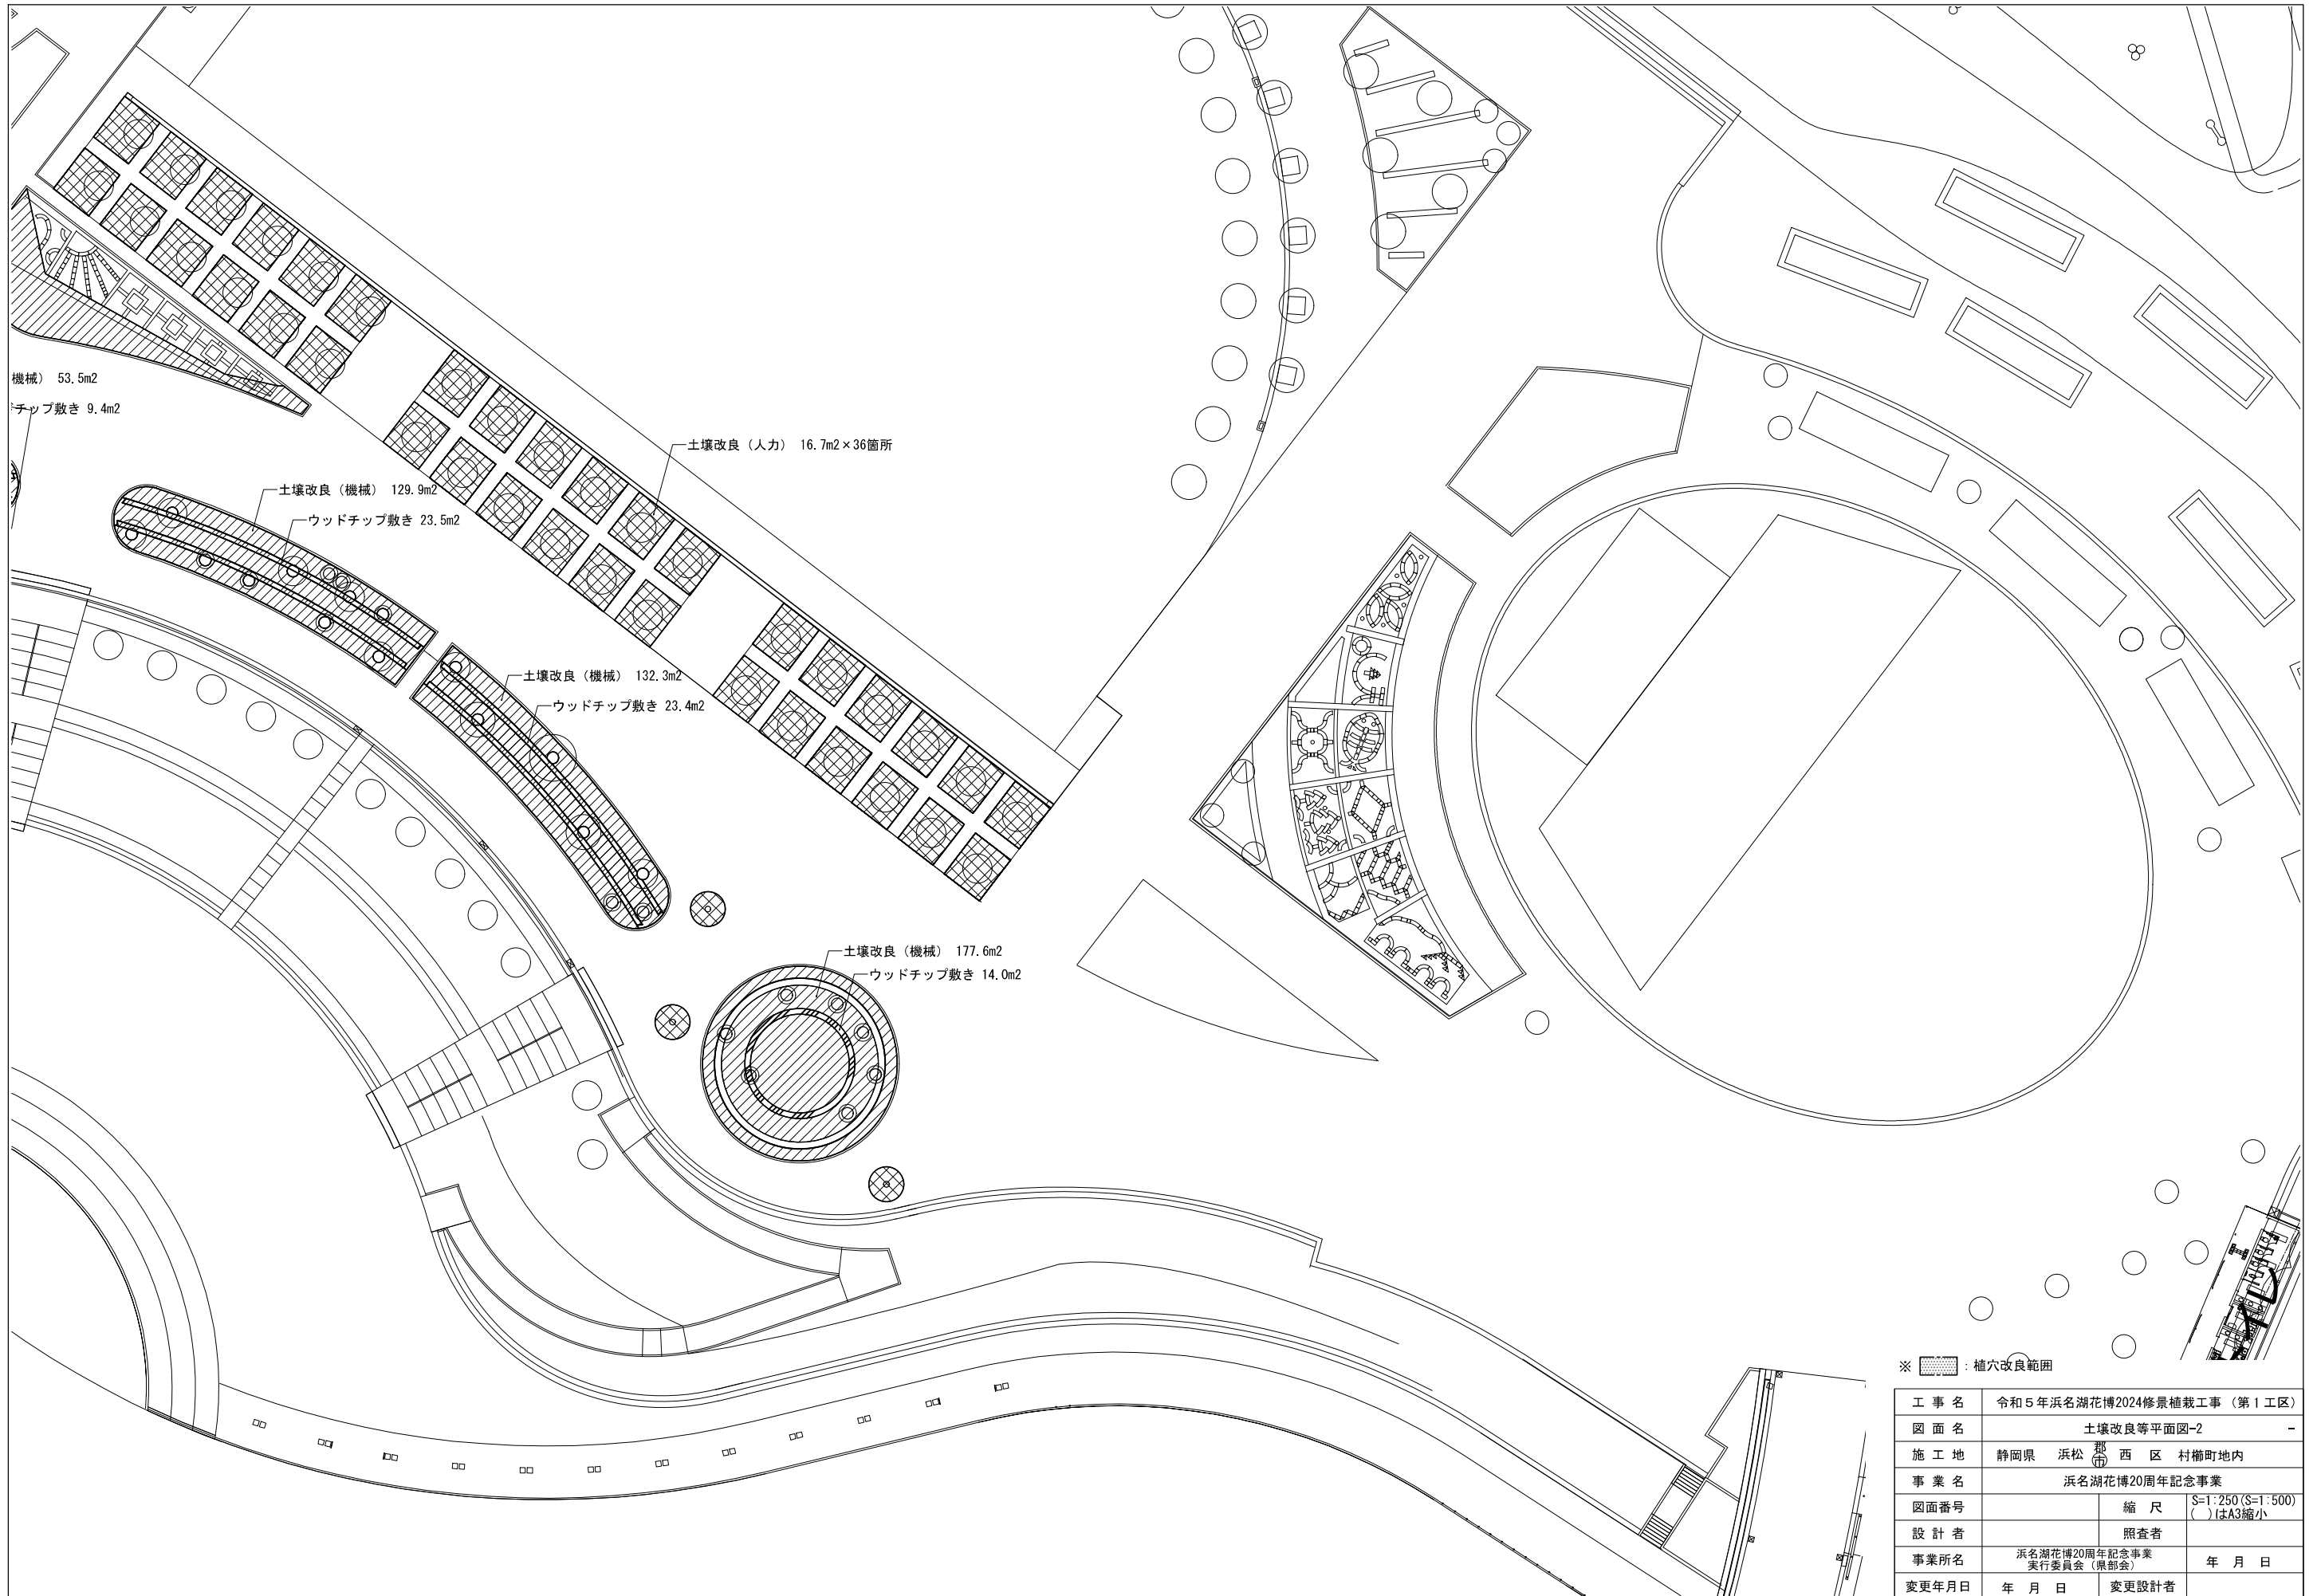 機械） 53.5m2
チップ敷き 9.4m2
土壌改良（人力） 16.7m2×36箇所
土壌改良（機械） 129.9m2
ウッドチップ敷き 23.5m2
土壌改良（機械） 132.3m2
ウッドチップ敷き 23.4m2
土壌改良（機械） 177.6m2
ウッドチップ敷き 14.0m2
※ ：植穴改良範囲
工事名 令和５年浜名湖花博2024修景植栽工事（第１工区）
図面名 土壌改良等平面図-2 -
施工地 静岡県 浜松 郡 市 西 区 村櫛町地内
事業名 浜名湖花博20周年記念事業
図面番号 縮 尺 S=1:250(S=1:500)
( )はA3縮小
設計者 照査者
事業所名 浜名湖花博20周年記念事業
実行委員会（県部会） 年 月 日
変更年月日 年 月 日 変更設計者